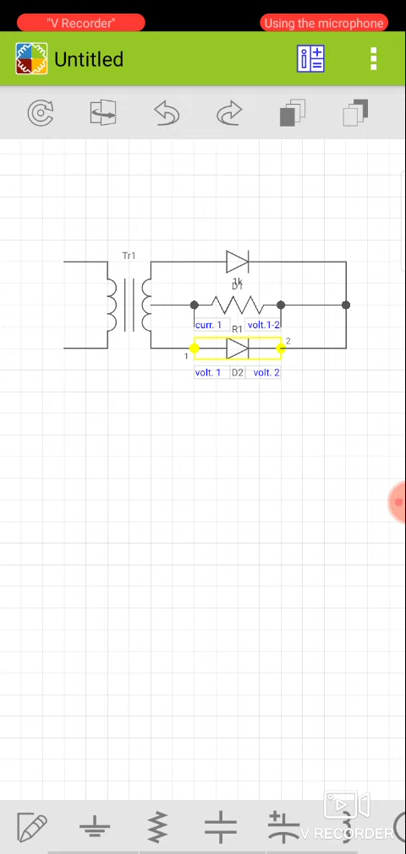 "V Recorder"
Using the microphone
Untitled
Tr1
1k
D1
curr. 1
volt.1-2
R1
1
2
volt. 1
D2
volt. 2
V RECORDER